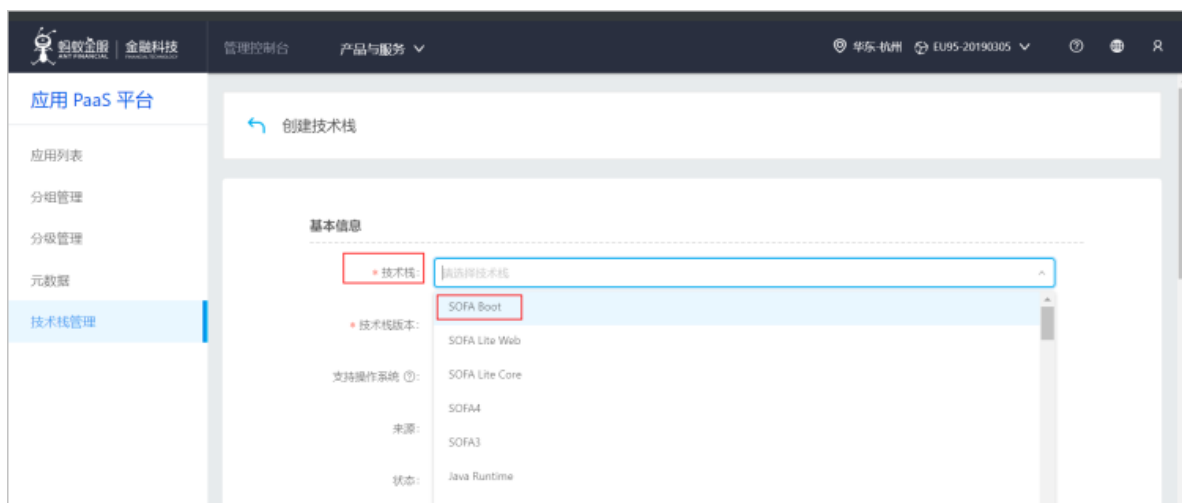 蚂蚁金服 | 金融科技 管理控制台 产品与服务 华东-杭州 EU95-20190305
ANT FINANCIAL FINANCIAL TECHNOLOGY
应用 PaaS 平台
创建技术栈
应用列表
分组管理
分级管理
元数据
技术栈管理
基本信息
* 技术栈: 请选择技术栈
SOFA Boot
* 技术栈版本:
SOFA Lite Web
支持操作系统 ?:
SOFA Lite Core
SOFA4
来源:
SOFA3
状态:
Java Runtime